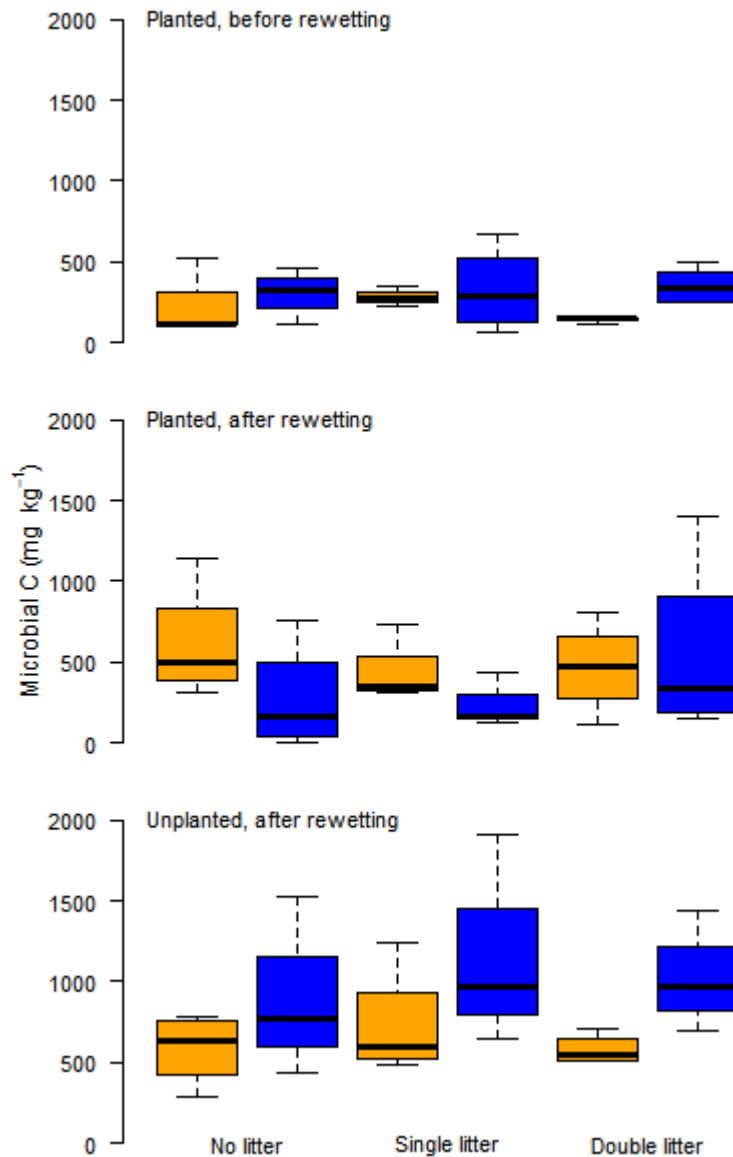 Planted, before rewetting
2000
1500
1000
500
0
Planted, after rewetting
2000
1500
1000
500
0
Microbial C (mg kg⁻¹)
Unplanted, after rewetting
2000
1500
1000
500
0
No litter
Single litter
Double litter